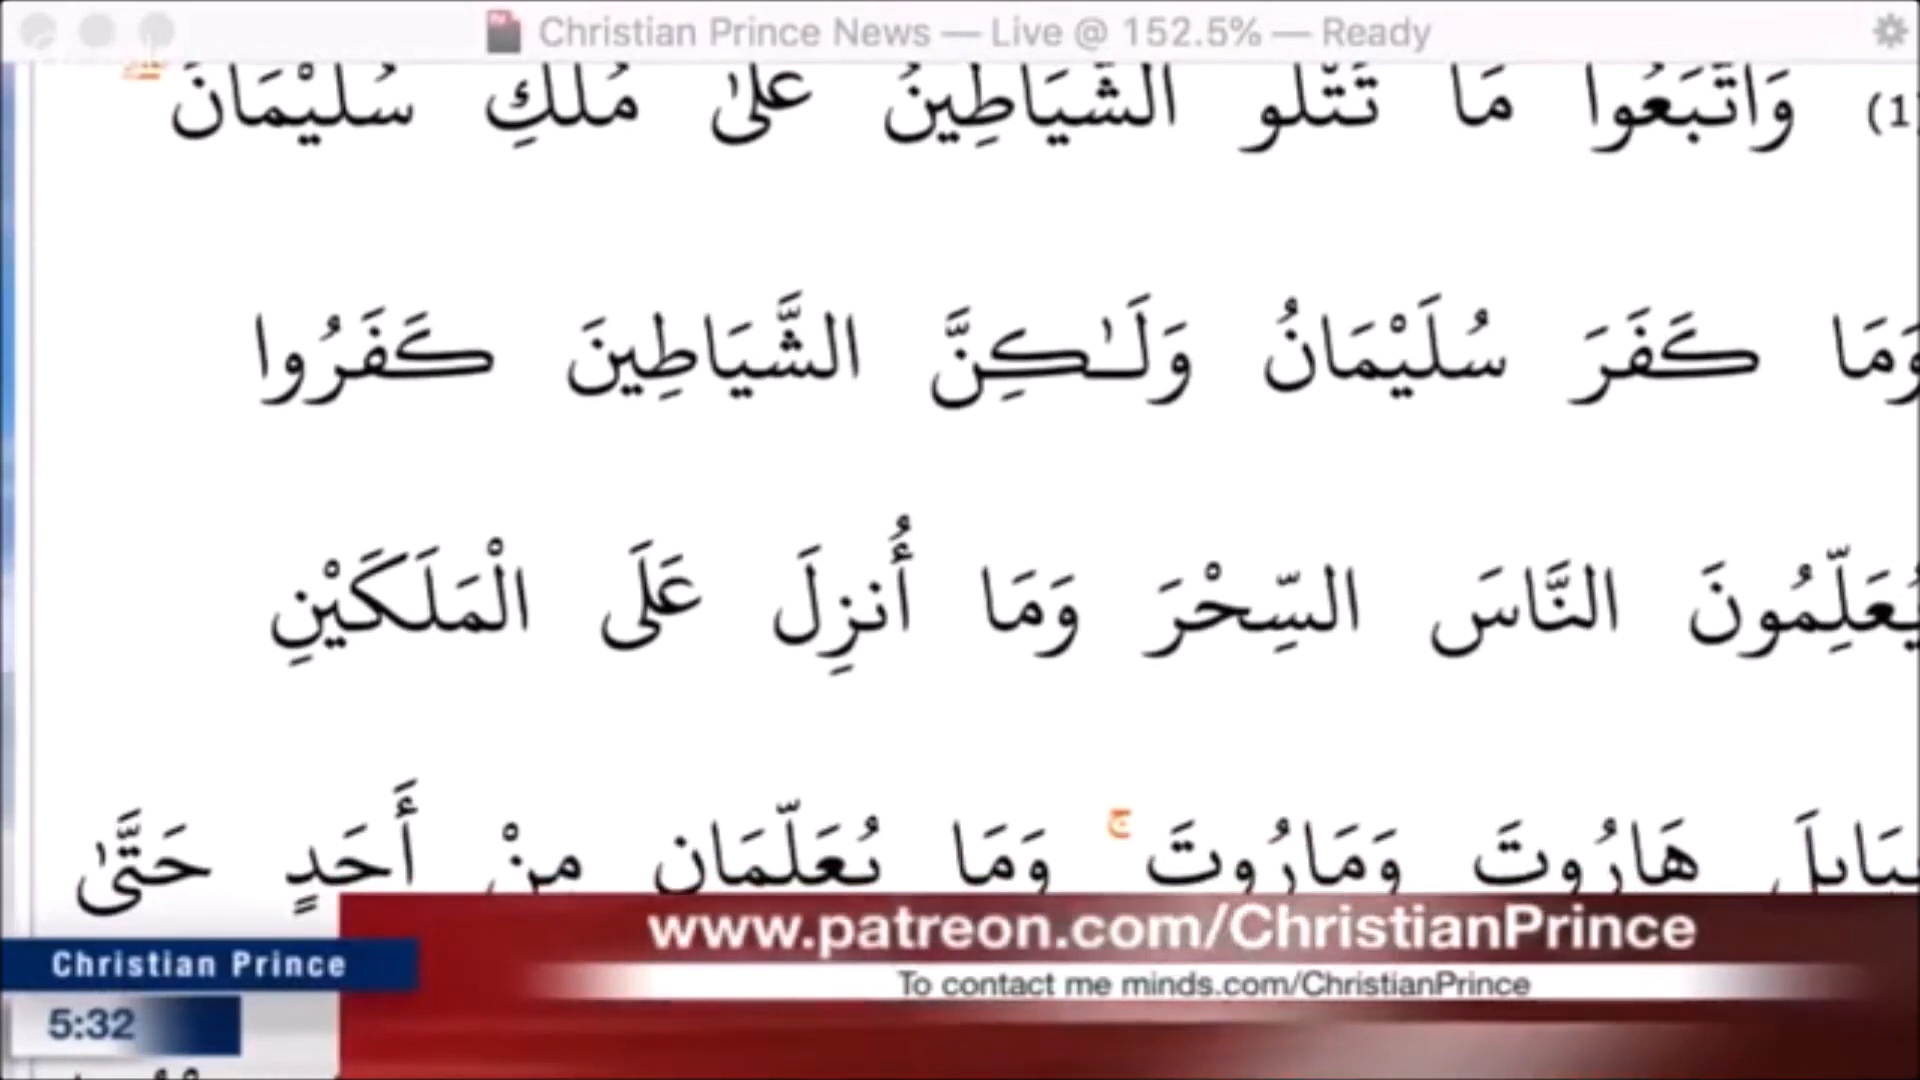 Christian Prince News — Live @ 152.5% — Ready
(1 وَاتَّبَعُوا مَا تَتْلُو الشَّيَاطِينُ عَلَىٰ مُلْكِ سُلَيْمَانَ ۖ
وَمَا كَفَرَ سُلَيْمَانُ وَلَـٰكِنَّ الشَّيَاطِينَ كَفَرُوا
يُعَلِّمُونَ النَّاسَ السِّحْرَ وَمَا أُنزِلَ عَلَى الْمَلَكَيْنِ
بِبَابِلَ هَارُوتَ وَمَارُوتَ ۚ وَمَا يُعَلِّمَانِ مِنْ أَحَدٍ حَتَّىٰ
www.patreon.com/ChristianPrince
Christian Prince
To contact me minds.com/ChristianPrince
5:32